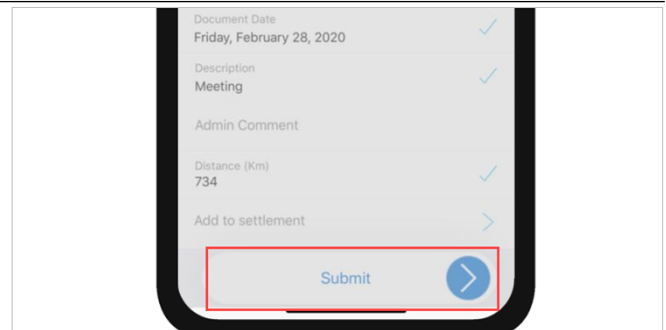 Document Date
Friday, February 28, 2020
Description
Meeting
Admin Comment
Distance (Km)
734
Add to settlement
Submit